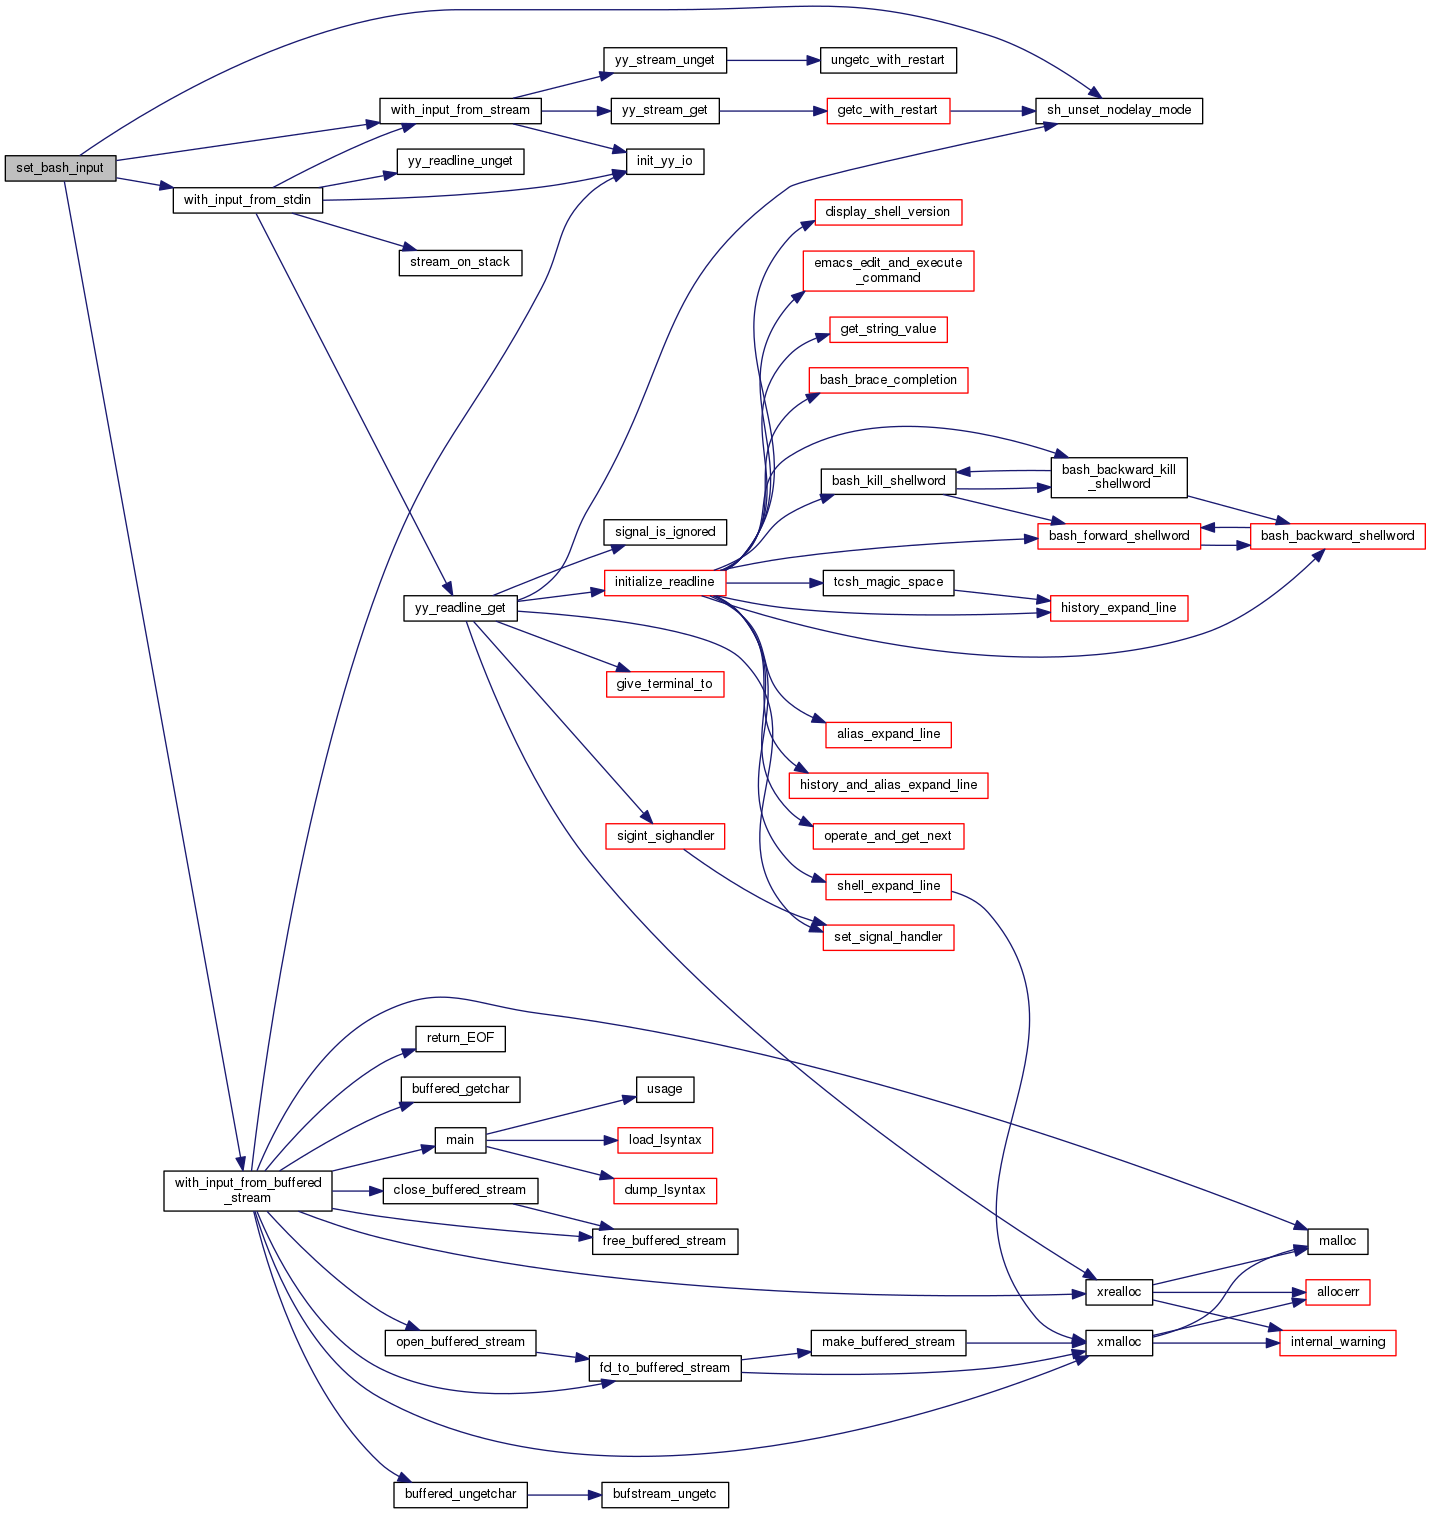 set_bash_input
with_input_from_stream
with_input_from_stdin
yy_stream_unget
ungetc_with_restart
yy_stream_get
getc_with_restart
sh_unset_nodelay_mode
yy_readline_unget
init_yy_io
stream_on_stack
display_shell_version
emacs_edit_and_execute
_command
get_string_value
bash_brace_completion
bash_kill_shellword
bash_backward_kill
_shellword
signal_is_ignored
bash_forward_shellword
bash_backward_shellword
initialize_readline
tcsh_magic_space
yy_readline_get
history_expand_line
give_terminal_to
alias_expand_line
history_and_alias_expand_line
sigint_sighandler
operate_and_get_next
shell_expand_line
set_signal_handler
return_EOF
buffered_getchar
usage
main
load_lsyntax
with_input_from_buffered
_stream
close_buffered_stream
dump_lsyntax
free_buffered_stream
malloc
xrealloc
allocerr
open_buffered_stream
make_buffered_stream
xmalloc
internal_warning
fd_to_buffered_stream
buffered_ungetchar
bufstream_ungetc